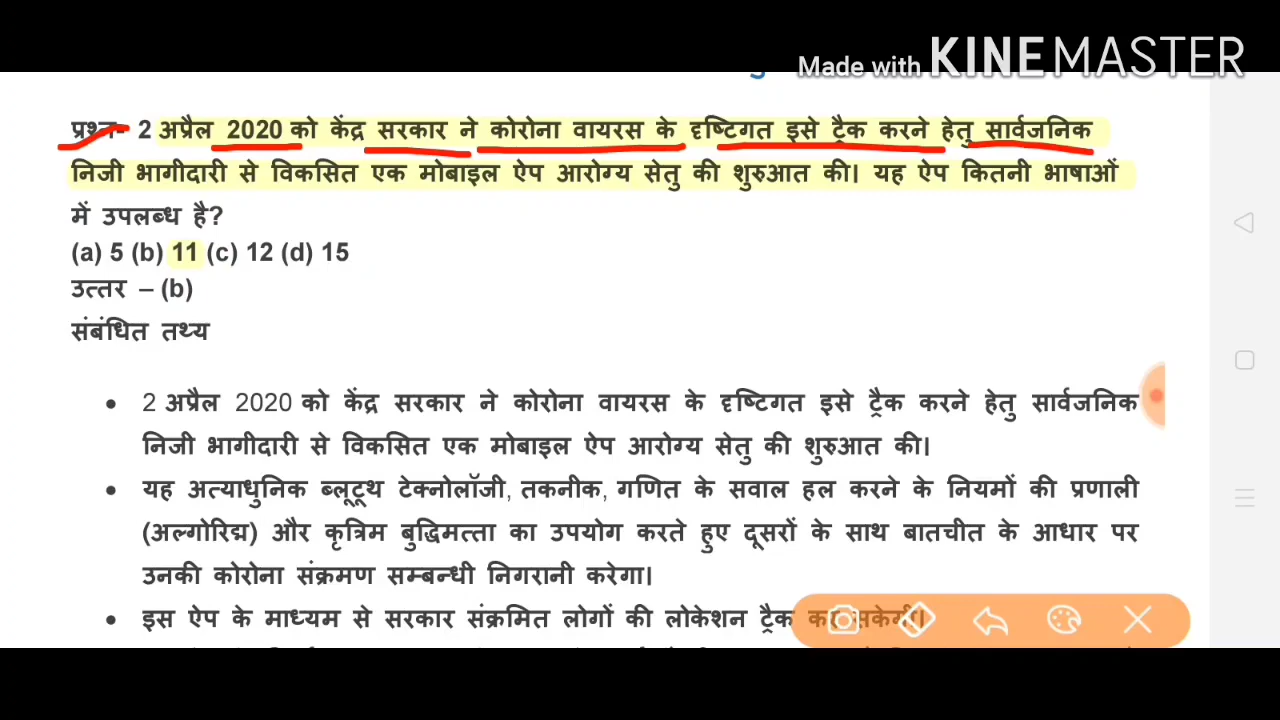 Made with KINEMASTER
प्रश्न- 2 अप्रैल 2020 को केंद्र सरकार ने कोरोना वायरस के दृष्टिगत इसे ट्रैक करने हेतु सार्वजनिक
निजी भागीदारी से विकसित एक मोबाइल ऐप आरोग्य सेतु की शुरुआत की। यह ऐप कितनी भाषाओं
में उपलब्ध है?
(a) 5 (b) 11 (c) 12 (d) 15
उत्तर – (b)
संबंधित तथ्य
• 2 अप्रैल 2020 को केंद्र सरकार ने कोरोना वायरस के दृष्टिगत इसे ट्रैक करने हेतु सार्वजनिक
निजी भागीदारी से विकसित एक मोबाइल ऐप आरोग्य सेतु की शुरुआत की।
• यह अत्याधुनिक ब्लूटूथ टेक्नोलॉजी, तकनीक, गणित के सवाल हल करने के नियमों की प्रणाली
(अल्गोरिद्म) और कृत्रिम बुद्धिमत्ता का उपयोग करते हुए दूसरों के साथ बातचीत के आधार पर
उनकी कोरोना संक्रमण सम्बन्धी निगरानी करेगा।
• इस ऐप के माध्यम से सरकार संक्रमित लोगों की लोकेशन ट्रैक कर सकेगी।